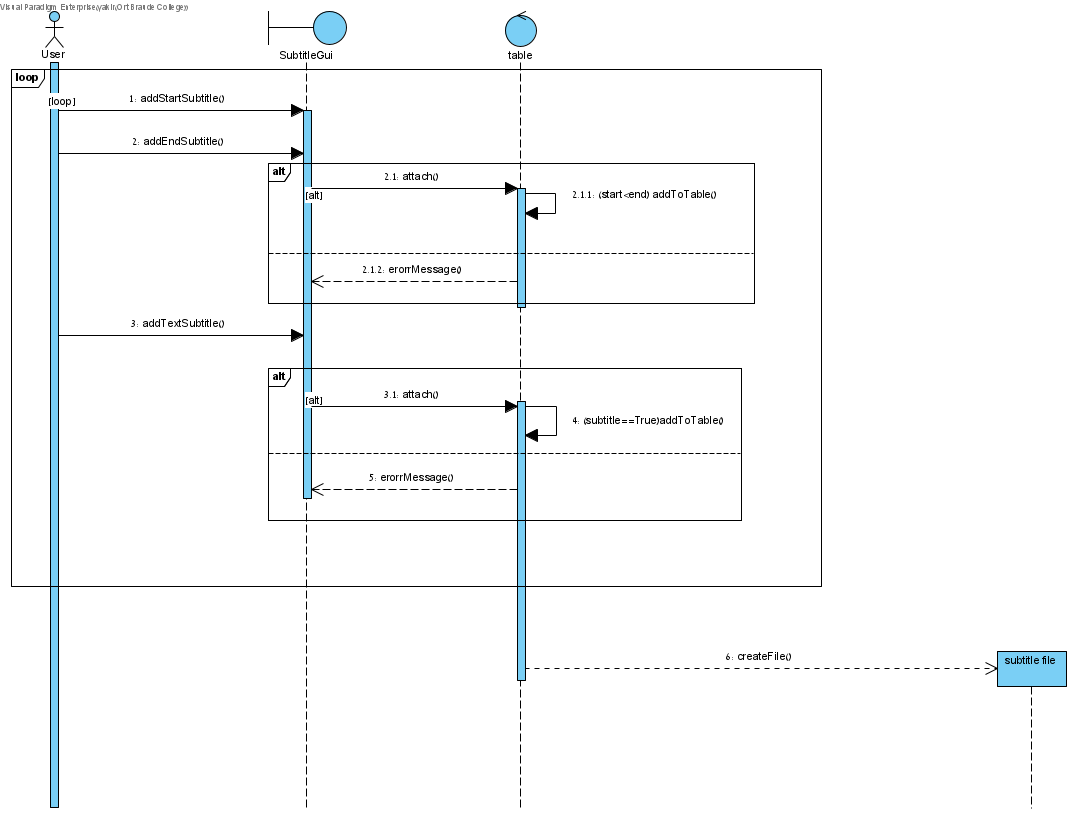 Visual Paradigm Enterprise(yakir(Ort Braude College))
User
SubtitleGui
table
loop
[loop]
1: addStartSubtitle()
2: addEndSubtitle()
alt
2.1: attach()
[alt]
2.1.1: (start<end) addToTable()
2.1.2: erorrMessage()
3: addTextSubtitle()
alt
3.1: attach()
[alt]
4: (subtitle==True)addToTable()
5: erorrMessage()
6: createFile()
subtitle file